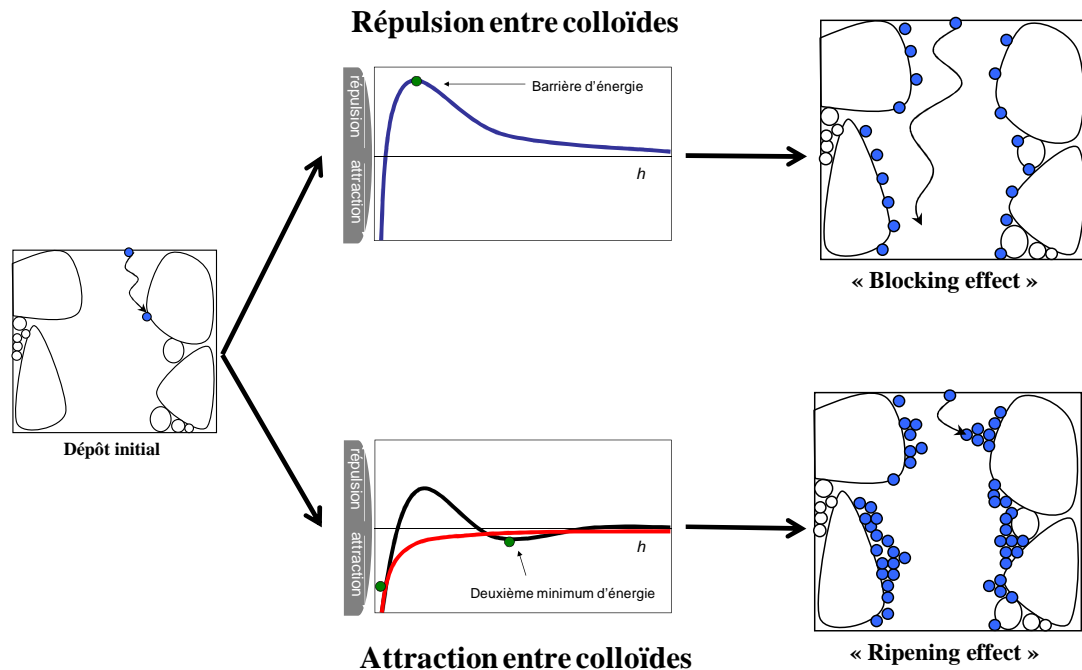 Répulsion entre colloïdes
répulsion
attraction
Barrière d'énergie
h
« Blocking effect »
Dépôt initial
répulsion
attraction
h
Deuxième minimum d'énergie
Attraction entre colloïdes
« Ripening effect »